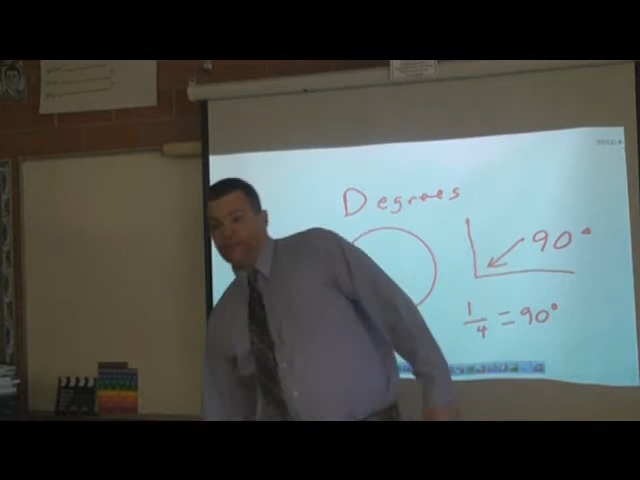 Degrees
90°
1/4 = 90°